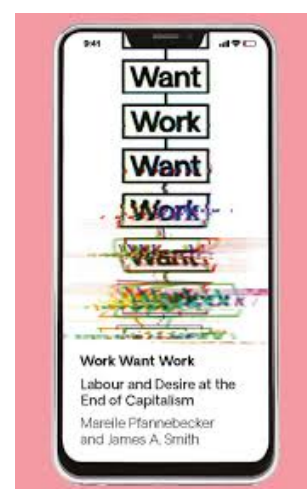 9:41
Want
Work
Want
Work
Want
Work Want Work
Labour and Desire at the
End of Capitalism
Mareile Pfannebecker
and James A. Smith